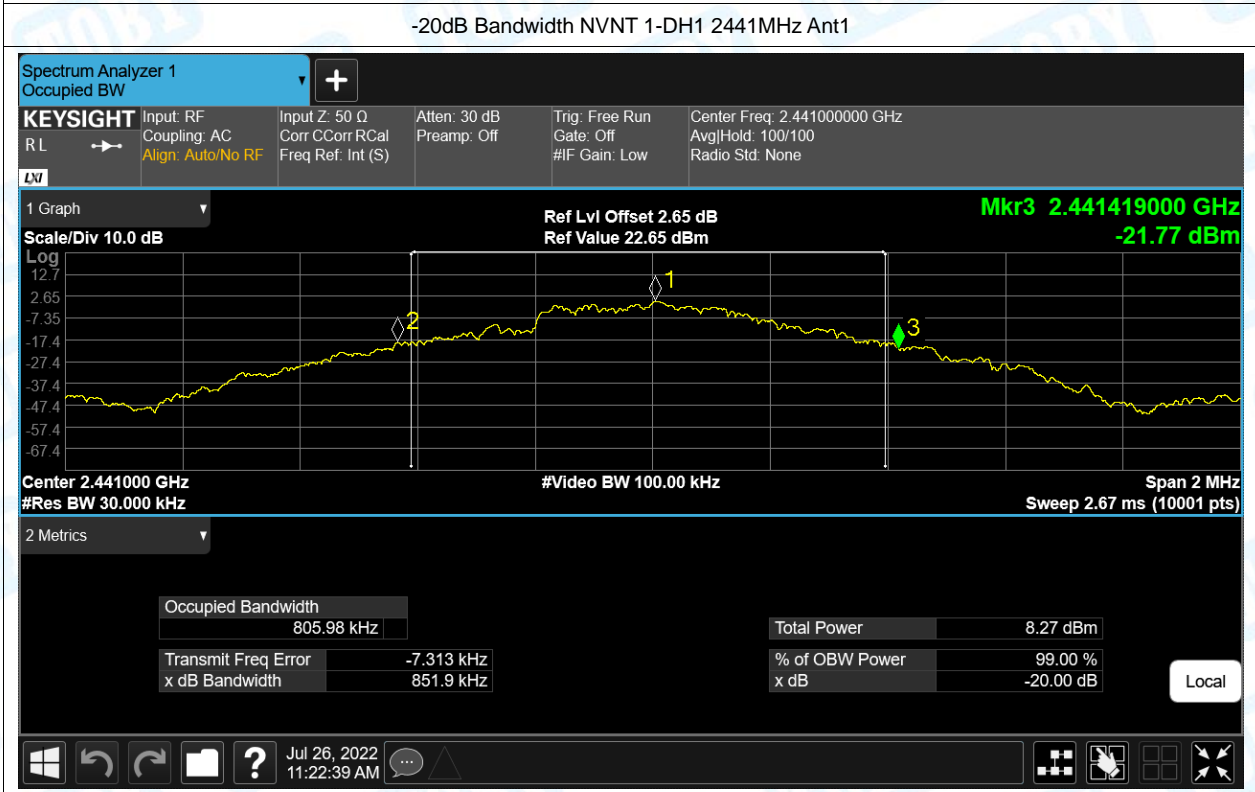 -20dB Bandwidth NVNT 1-DH1 2441MHz Ant1
Spectrum Analyzer 1
Occupied BW
KEYSIGHT
RL
LXI
Input: RF
Coupling: AC
Align: Auto/No RF
Input Z: 50 Ω
Corr CCorr RCal
Freq Ref: Int (S)
Atten: 30 dB
Preamp: Off
Trig: Free Run
Gate: Off
#IF Gain: Low
Center Freq: 2.441000000 GHz
Avg|Hold: 100/100
Radio Std: None
1 Graph
Scale/Div 10.0 dB
Ref Lvl Offset 2.65 dB
Ref Value 22.65 dBm
Mkr3 2.441419000 GHz
-21.77 dBm
Log
12.7
2.65
-7.35
-17.4
-27.4
-37.4
-47.4
-57.4
-67.4
1
2
3
Center 2.441000 GHz
#Video BW 100.00 kHz
Span 2 MHz
#Res BW 30.000 kHz
Sweep 2.67 ms (10001 pts)
2 Metrics
Occupied Bandwidth
805.98 kHz
Total Power 8.27 dBm
Transmit Freq Error -7.313 kHz
% of OBW Power 99.00 %
x dB Bandwidth 851.9 kHz
x dB -20.00 dB
Local
?
Jul 26, 2022
11:22:39 AM